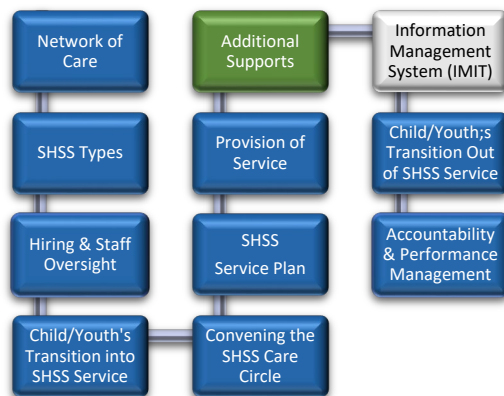 Network of
Care
SHSS Types
Hiring & Staff
Oversight
Child/Youth's
Transition into
SHSS Service
Convening the
SHSS Care
Circle
SHSS
Service Plan
Provision of
Service
Additional
Supports
Information
Management
System (IMIT)
Child/Youth;s
Transition Out
of SHSS Service
Accountability
& Performance
Management